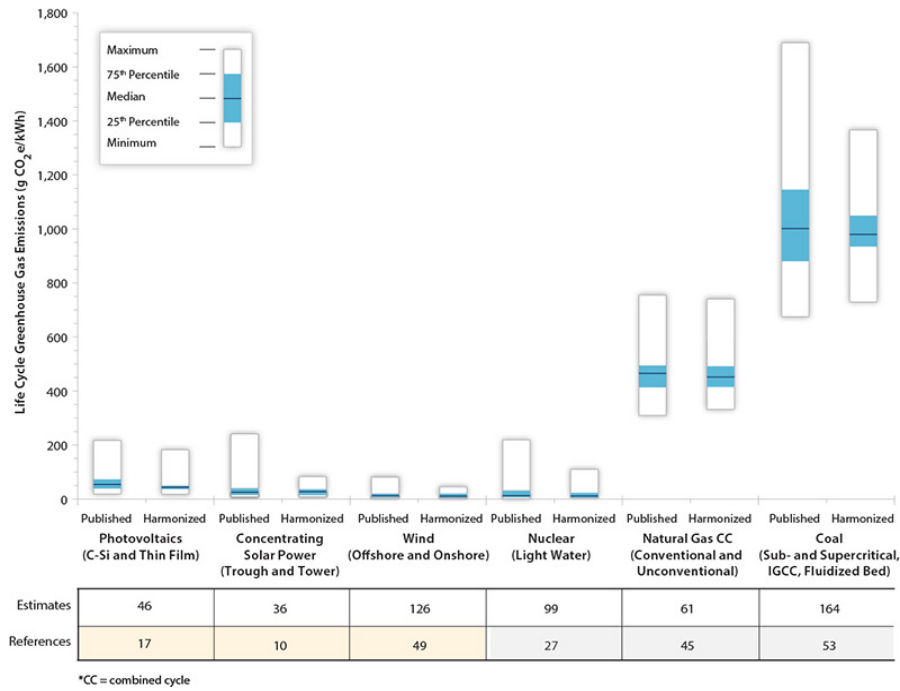 1,800
1,600
1,400
1,200
1,000
800
600
400
200
0
Life Cycle Greenhouse Gas Emissions (g CO2e/kWh)
Maximum
75th Percentile
Median
25th Percentile
Minimum
Published Harmonized Published Harmonized Published Harmonized Published Harmonized Published Harmonized Published Harmonized
Photovoltaics
(C-Si and Thin Film)
Concentrating
Solar Power
(Trough and Tower)
Wind
(Offshore and Onshore)
Nuclear
(Light Water)
Natural Gas CC
(Conventional and
Unconventional)
Coal
(Sub- and Supercritical,
IGCC, Fluidized Bed)
Estimates 46 36 126 99 61 164
References 17 10 49 27 45 53
*CC = combined cycle